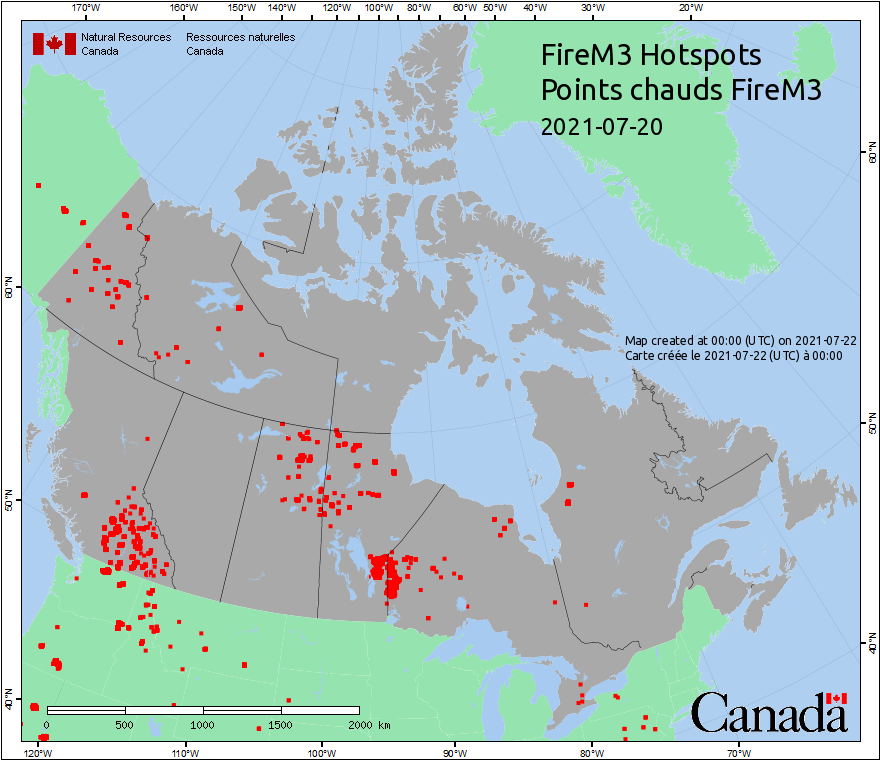 170°W 160°W 150°W 140°W 120°W 100°W 80°W 60°W 50°W 40°W 30°W 20°W
Natural Resources Ressources naturelles
Canada Canada
FireM3 Hotspots
Points chauds FireM3
2021-07-20
60°N
60°N
Map created at 00:00 (UTC) on 2021-07-22
Carte créée le 2021-07-22 (UTC) à 00:00
50°N
50°N
40°N
40°N
0 500 1000 1500 2000 km
Canada
120°W 110°W 100°W 90°W 80°W 70°W